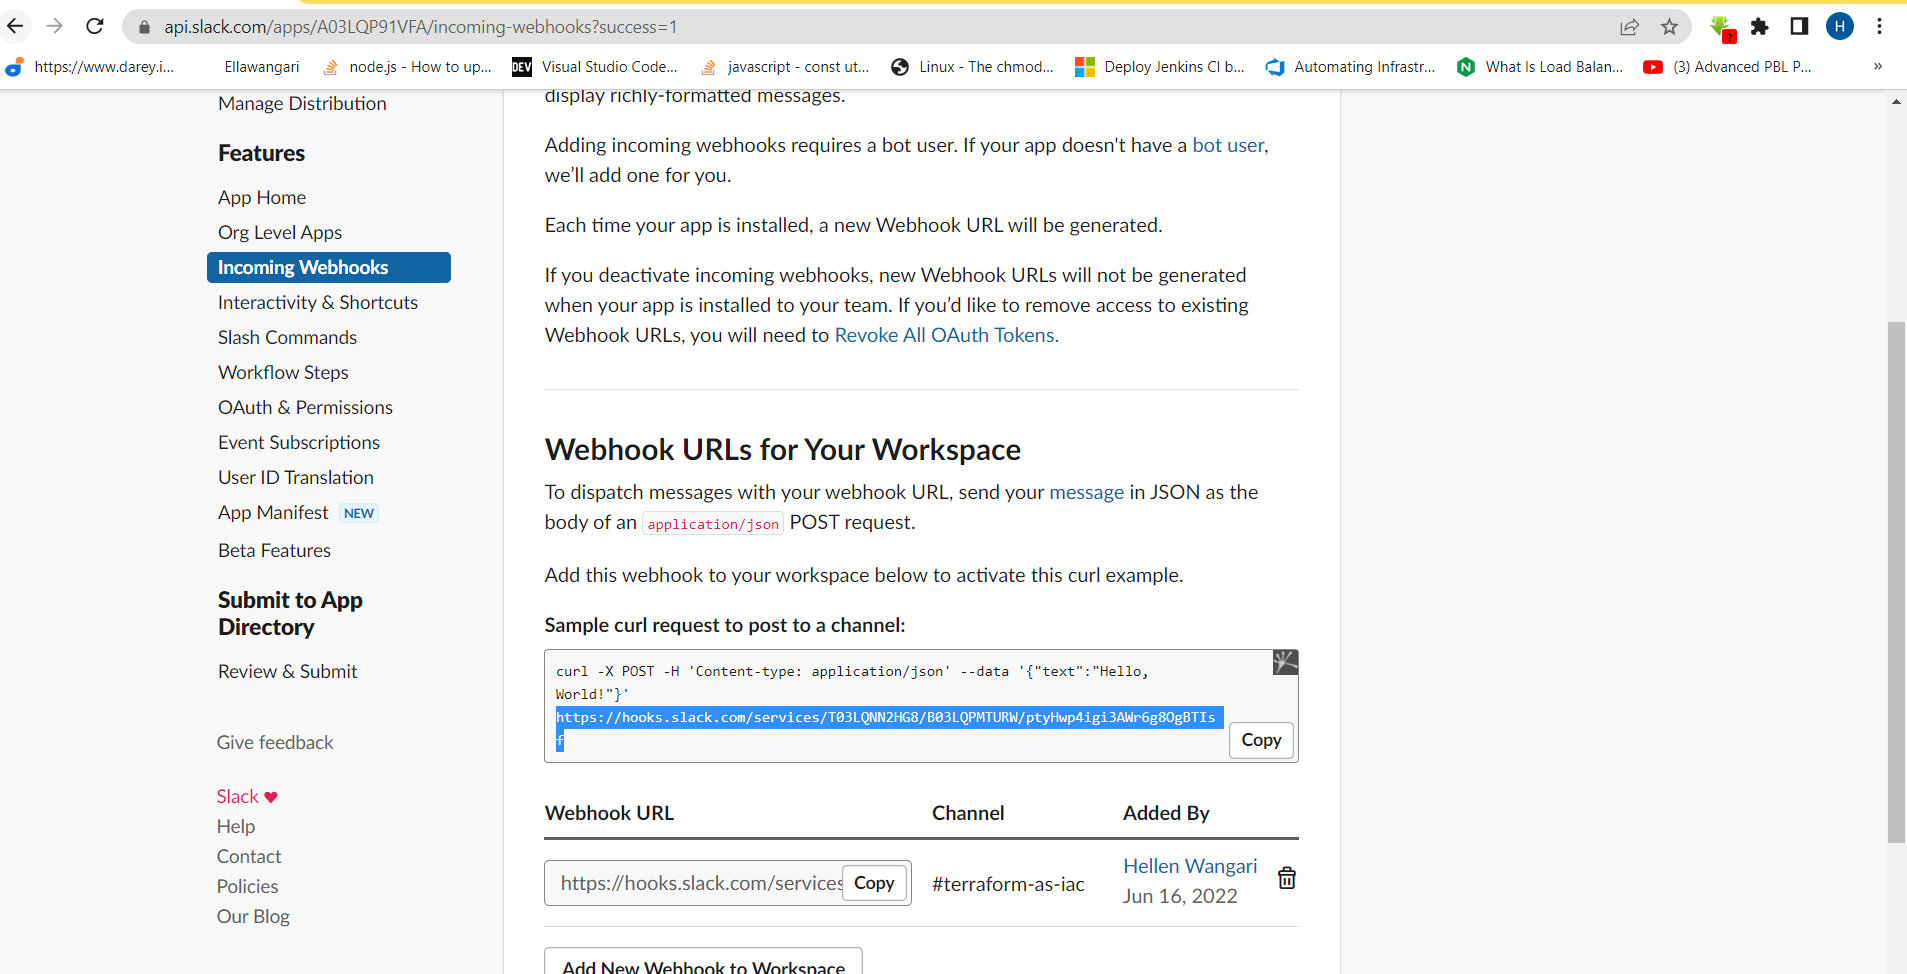 api.slack.com/apps/A03LQP91VFA/incoming-webhooks?success=1
?
H
https://www.darey.i...
Ellawangari
node.js - How to up...
DEV Visual Studio Code...
javascript - const ut...
Linux - The chmod...
Deploy Jenkins CI b...
Automating Infrastr...
N What Is Load Balan...
(3) Advanced PBL P...
»
Manage Distribution
Features
App Home
Org Level Apps
Incoming Webhooks
Interactivity & Shortcuts
Slash Commands
Workflow Steps
OAuth & Permissions
Event Subscriptions
User ID Translation
App Manifest NEW
Beta Features
Submit to App
Directory
Review & Submit
Give feedback
Slack ♥
Help
Contact
Policies
Our Blog
display richly-formatted messages.
Adding incoming webhooks requires a bot user. If your app doesn't have a bot user,
we’ll add one for you.
Each time your app is installed, a new Webhook URL will be generated.
If you deactivate incoming webhooks, new Webhook URLs will not be generated
when your app is installed to your team. If you’d like to remove access to existing
Webhook URLs, you will need to Revoke All OAuth Tokens.
Webhook URLs for Your Workspace
To dispatch messages with your webhook URL, send your message in JSON as the
body of an application/json POST request.
Add this webhook to your workspace below to activate this curl example.
Sample curl request to post to a channel:
curl -X POST -H 'Content-type: application/json' --data '{"text":"Hello,
World!"}'
https://hooks.slack.com/services/T03LQNN2HG8/B03LQPMTURW/ptyHwp4igi3AWr6g8OgBTIs
f
Copy
Webhook URL Channel Added By
https://hooks.slack.com/services Copy #terraform-as-iac Hellen Wangari
Jun 16, 2022
Add New Webhook to Workspace